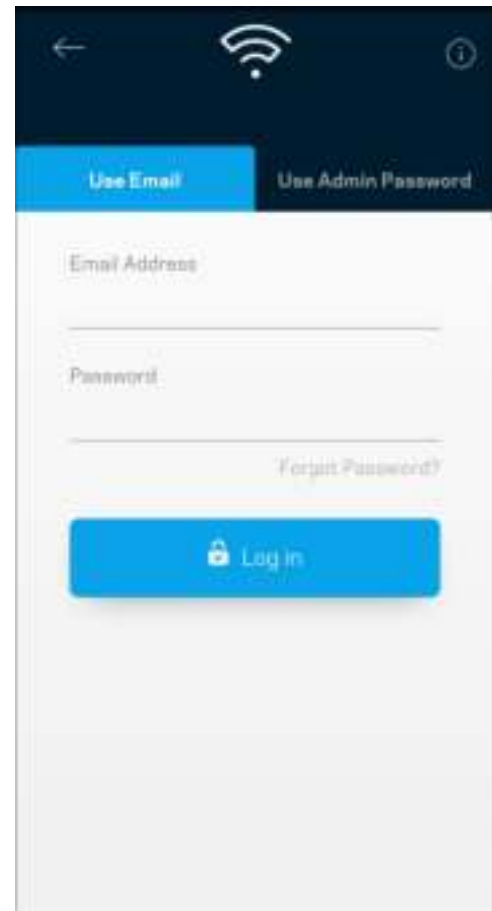 Use Email
Use Admin Password
Email Address
Password
Forgot Password?
Log in